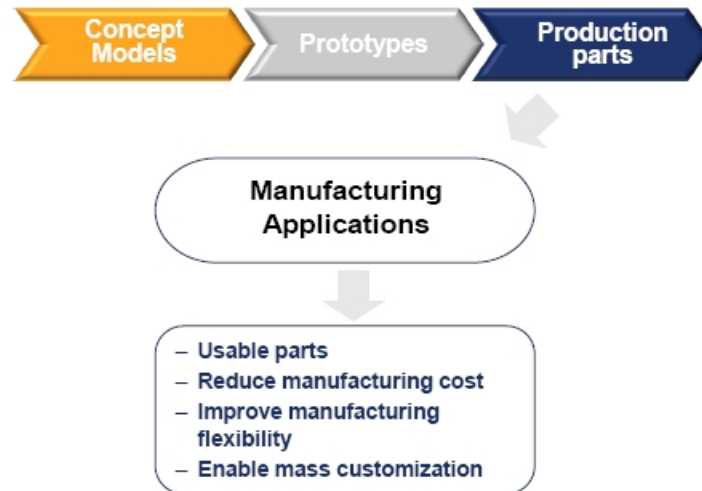 Concept
Models
Prototypes
Production
parts
Manufacturing
Applications
– Usable parts
– Reduce manufacturing cost
– Improve manufacturing
flexibility
– Enable mass customization